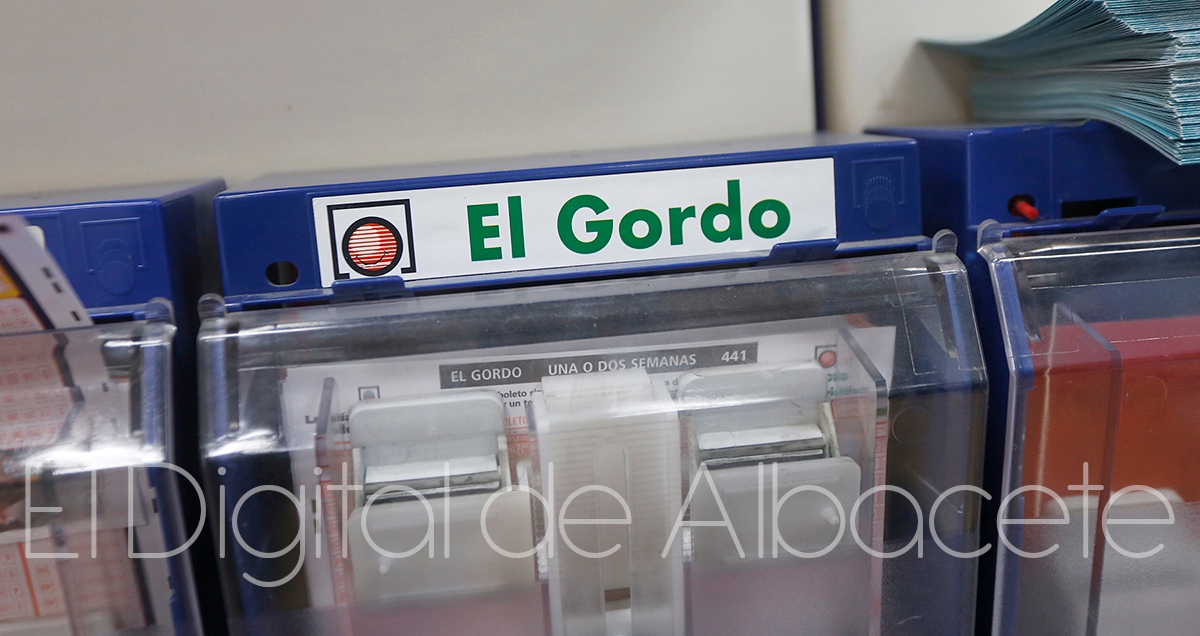 El Gordo
EL GORDO UNA O DOS SEMANAS 441
El Digital de Albacete